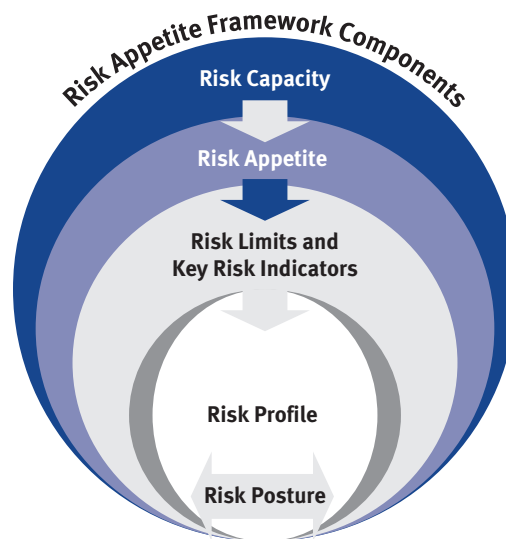 Risk Appetite Framework Components
Risk Capacity
Risk Appetite
Risk Limits and
Key Risk Indicators
Risk Profile
Risk Posture